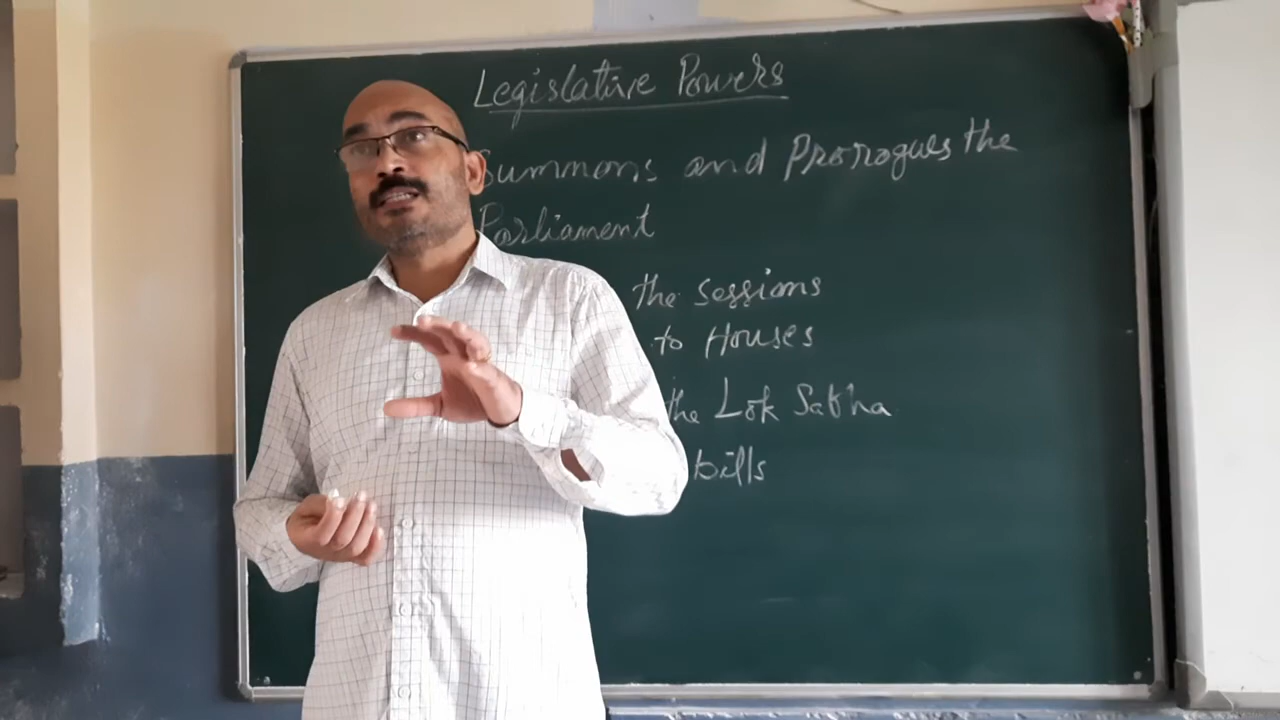 Legislative Powers
Summons and Prorogues the
Parliament
the sessions
to Houses
the Lok Sabha
bills